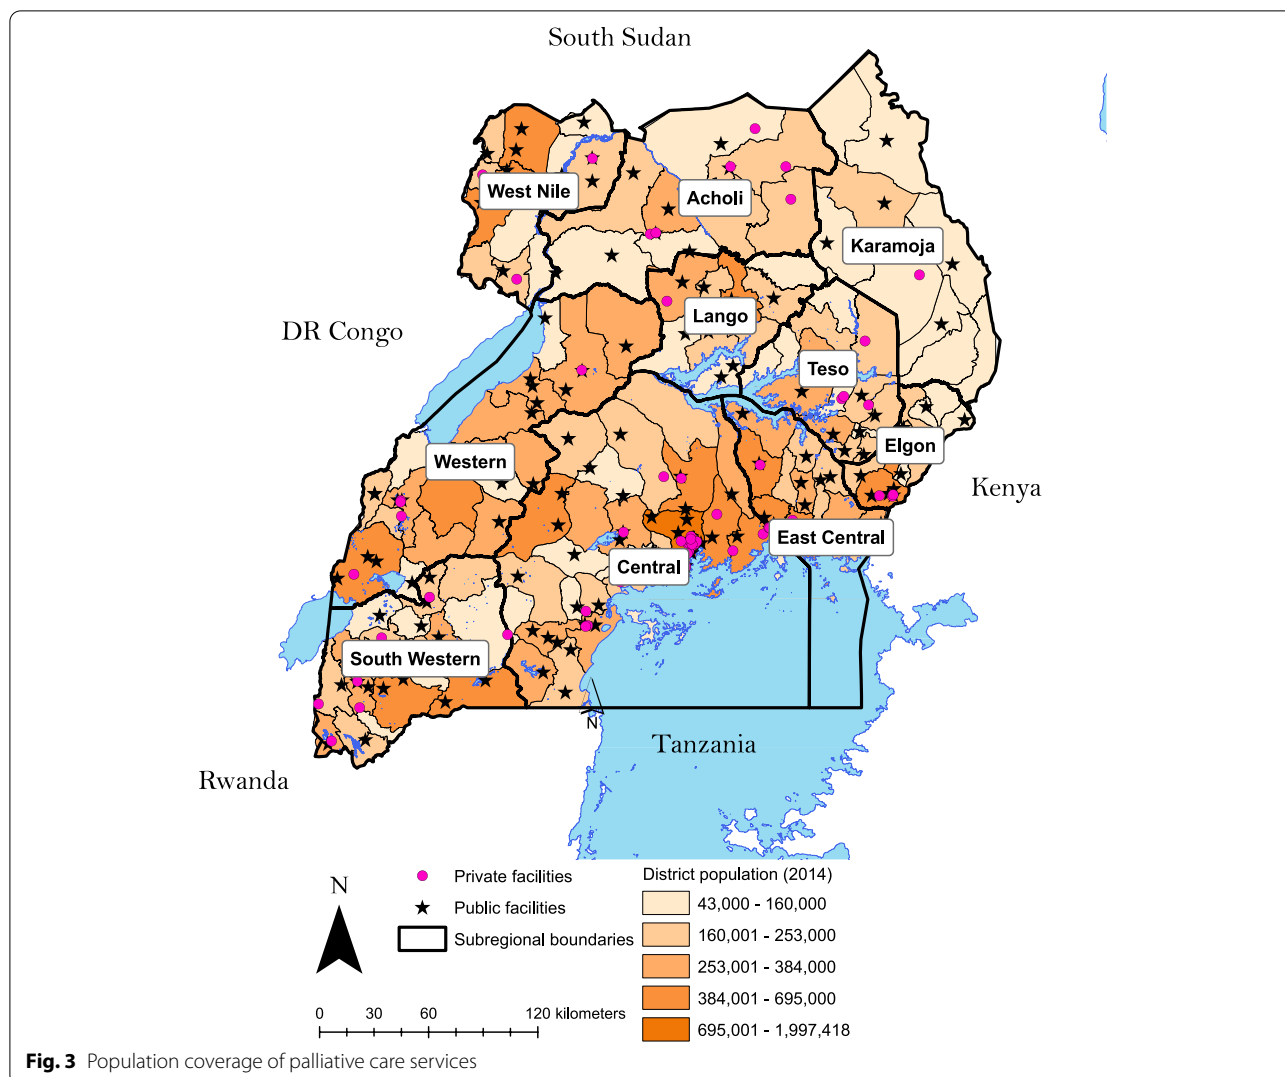 South Sudan
West Nile
Acholi
Karamoja
DR Congo
Lango
Teso
Elgon
Western
Kenya
East Central
Central
South Western
N
Tanzania
Rwanda
N
Private facilities
Public facilities
Subregional boundaries
0 30 60 120 kilometers
District population (2014)
43,000 - 160,000
160,001 - 253,000
253,001 - 384,000
384,001 - 695,000
695,001 - 1,997,418
Fig. 3 Population coverage of palliative care services